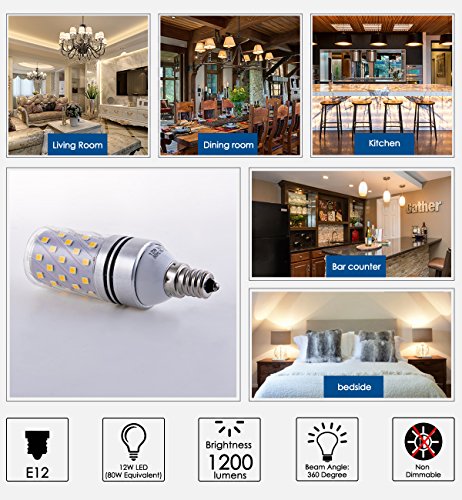 Living Room
Dining room
Kitchen
Gather
Bar counter
bedside
E12
12W LED
(80W Equivalent)
Brightness
1200
lumens
Beam Angle:
360 Degree
Non
Dimmable